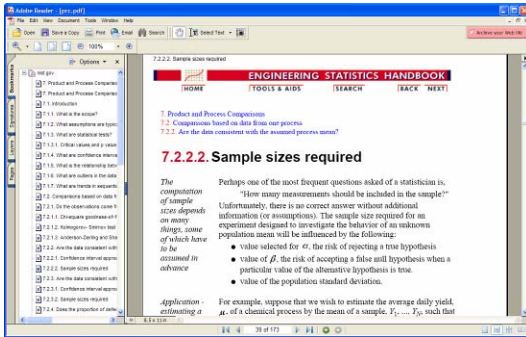 Adobe Reader - [prc.pdf]
File Edit View Document Tools Window Help
Open Save a Copy Print Email Search Select Text
100%
Options
Bookmarks
Signatures
Layers
Pages
nist.gov
7. Product and Process Comparisons
7. Product and Process Comparisons
7.1. Introduction
7.1.1. What is the scope?
7.1.2. What assumptions are typic
7.1.3. What are statistical tests?
7.1.3.1. Critical values and p value
7.1.4. What are confidence interva
7.1.5. What is the relationship betw
7.1.6. What are outliers in the data
7.1.7. What are trends in sequentia
7.2. Comparisons based on data fr
7.2.1. Do the observations come fr
7.2.1.1. Chi-square goodness-of-f
7.2.1.2. Kolmogorov- Smirnov test
7.2.1.3. Anderson-Darling and Sha
7.2.2. Are the data consistent with
7.2.2.1. Confidence interval approa
7.2.2.2. Sample sizes required
7.2.3. Are the data consistent with
7.2.3.1. Confidence interval approa
7.2.3.2. Sample sizes required
7.2.4. Does the proportion of defe
7.2.2.2. Sample sizes required
ENGINEERING STATISTICS HANDBOOK
HOME TOOLS & AIDS SEARCH BACK NEXT
7. Product and Process Comparisons
7.2. Comparisons based on data from one process
7.2.2. Are the data consistent with the assumed process mean?
7.2.2.2. Sample sizes required
The
computation
of sample
sizes depends
on many
things, some
of which have
to be
assumed in
advance
Perhaps one of the most frequent questions asked of a statistician is,
"How many measurements should be included in the sample?"
Unfortunately, there is no correct answer without additional
information (or assumptions). The sample size required for an
experiment designed to investigate the behavior of an unknown
population mean will be influenced by the following:
● value selected for α, the risk of rejecting a true hypothesis
● value of β, the risk of accepting a false null hypothesis when a
particular value of the alternative hypothesis is true.
● value of the population standard deviation.
Application -
estimating a
For example, suppose that we wish to estimate the average daily yield,
μ, of a chemical process by the mean of a sample, Y1, ..., YN, such that
8.5 x 11 in
39 of 173